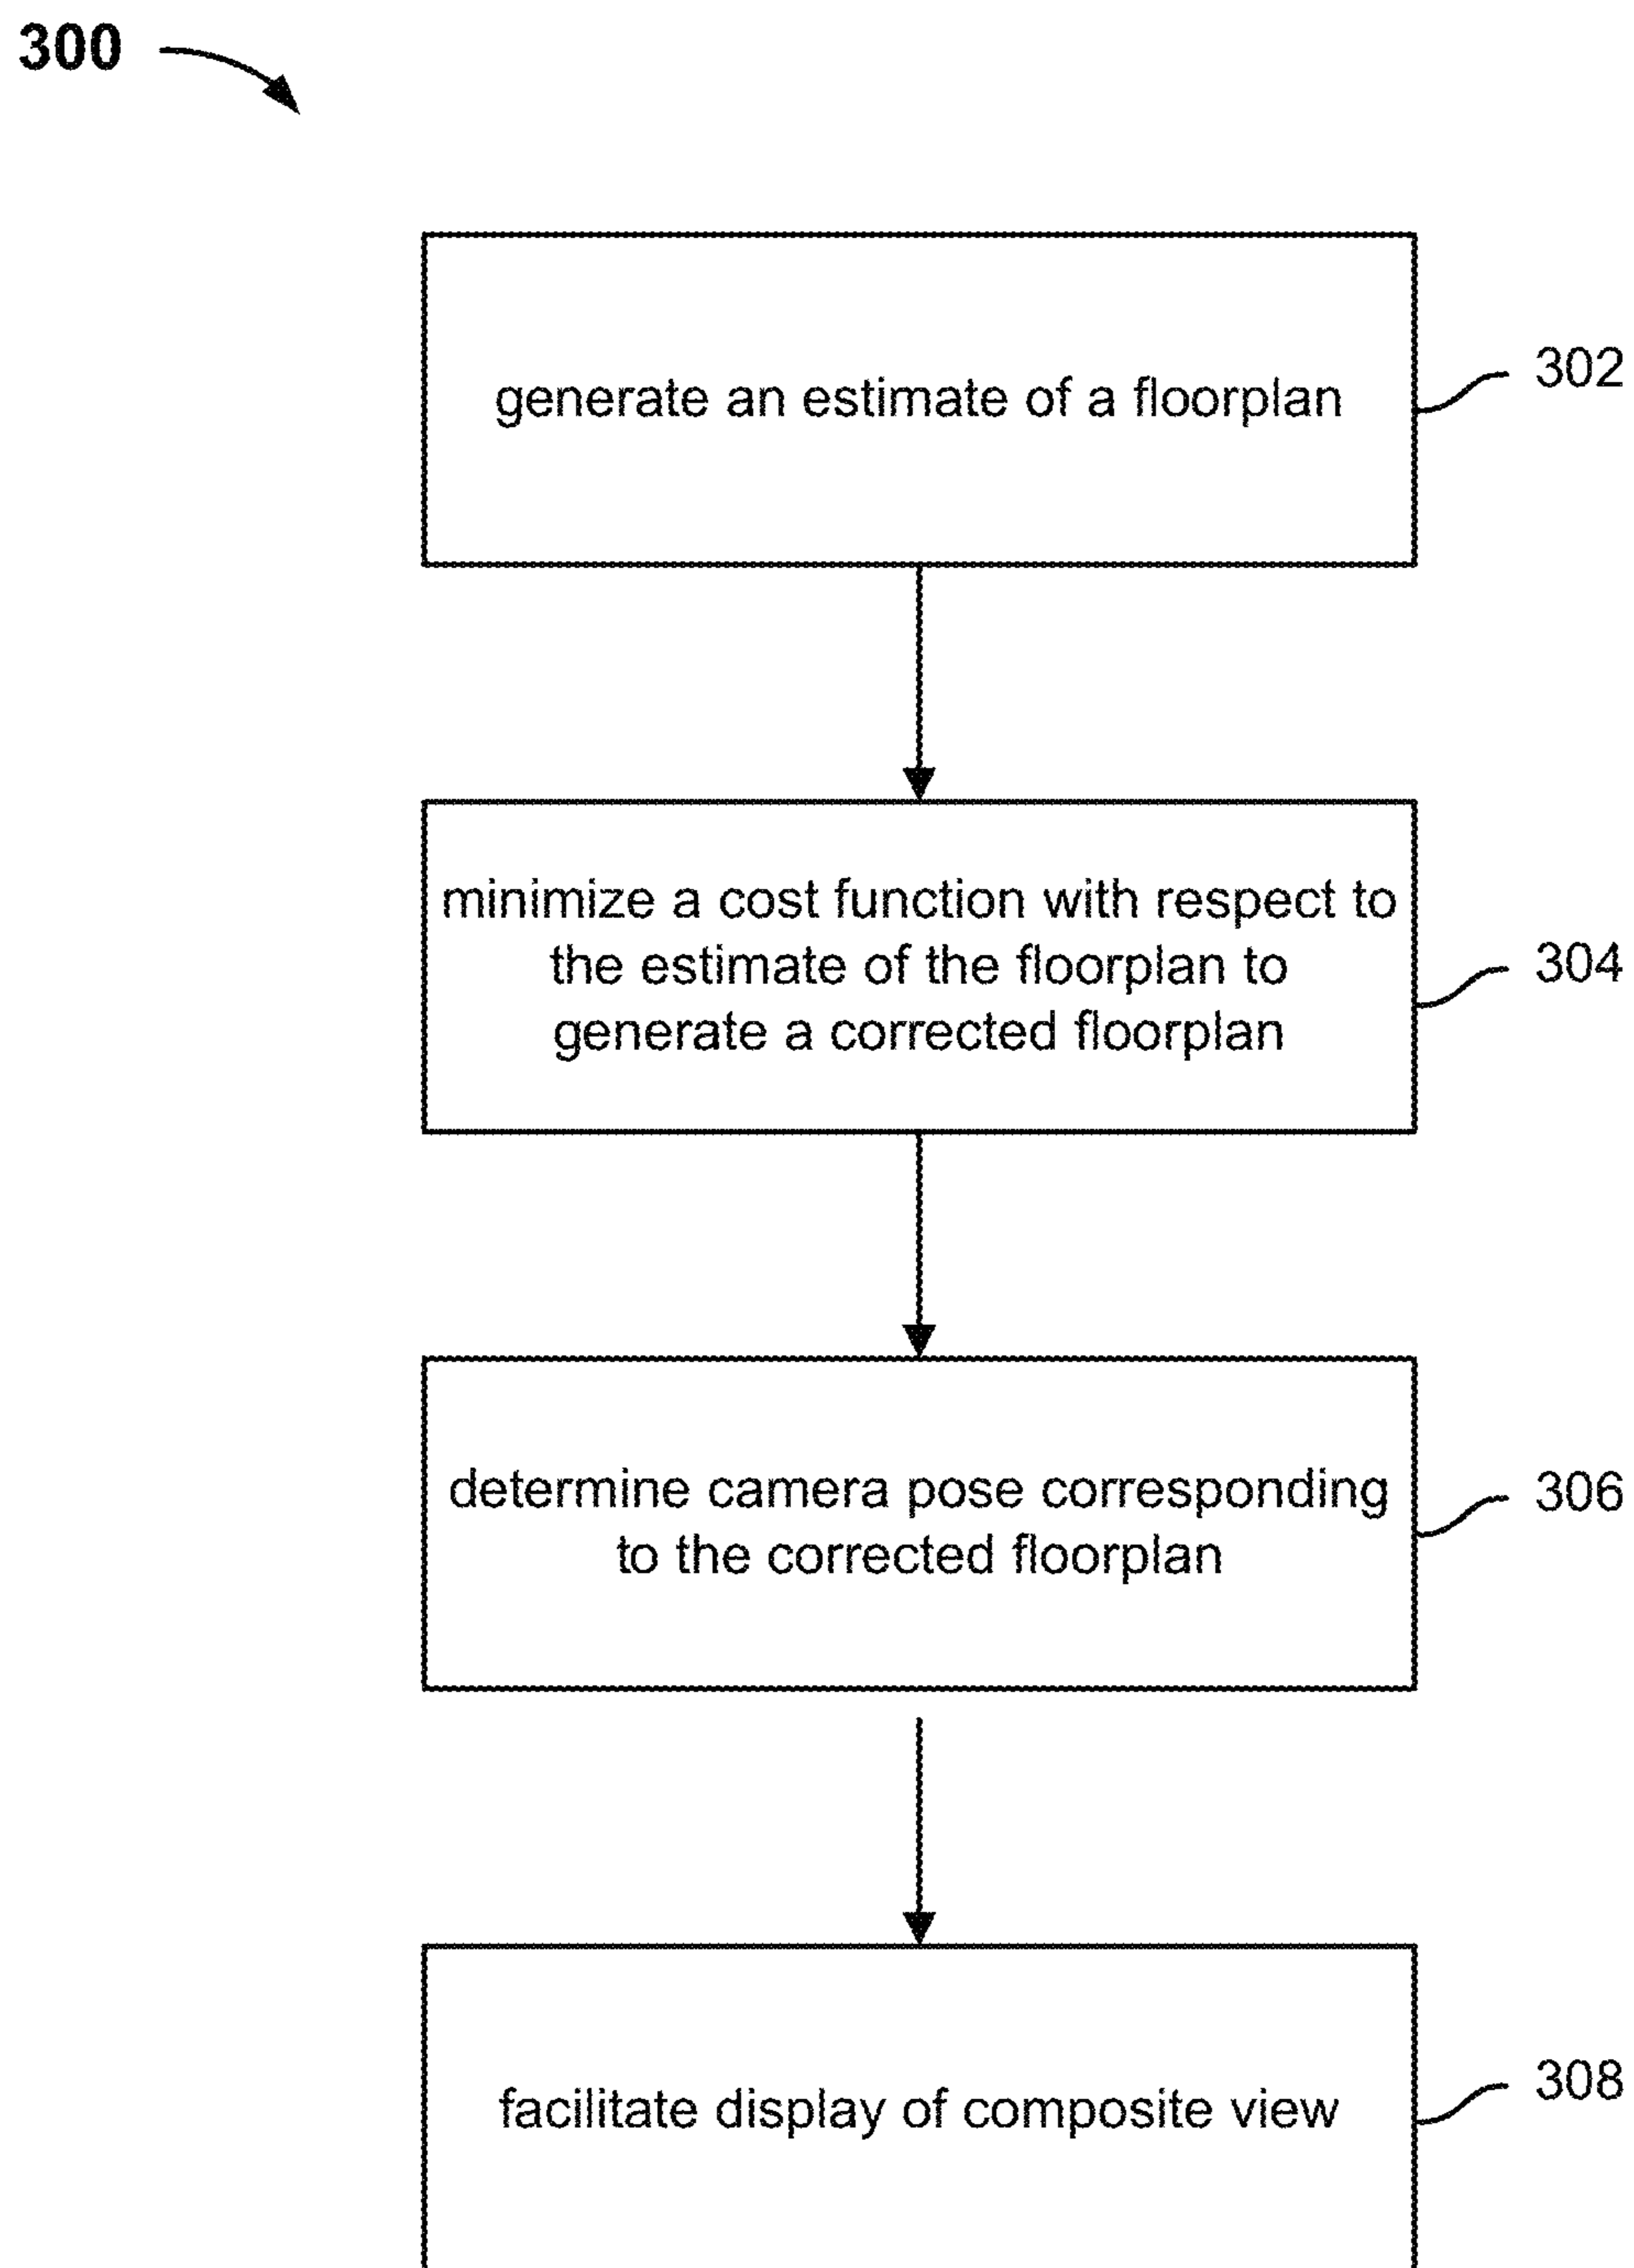 300
generate an estimate of a floorplan
302
minimize a cost function with respect to
the estimate of the floorplan to
generate a corrected floorplan
304
determine camera pose corresponding
to the corrected floorplan
306
facilitate display of composite view
308